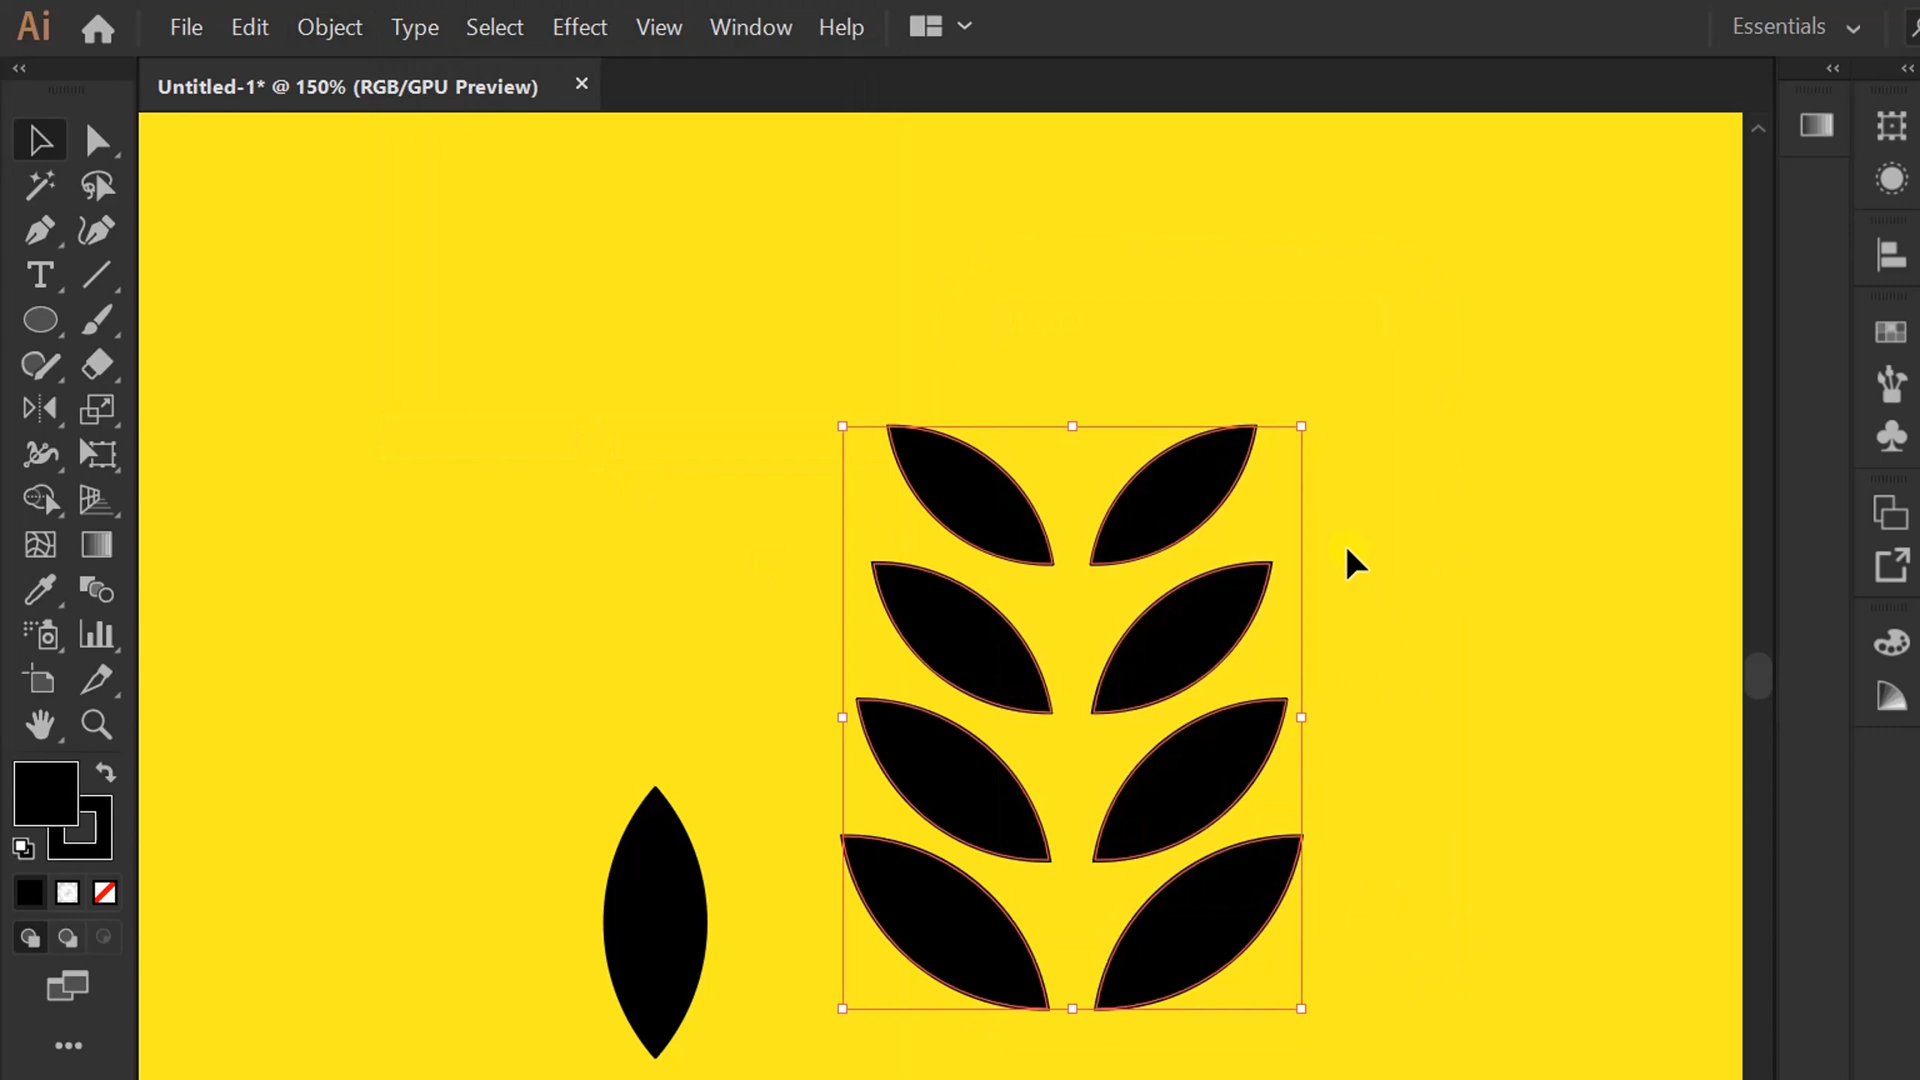 Ai File Edit Object Type Select Effect View Window Help Essentials
Untitled-1* @ 150% (RGB/GPU Preview) ×
T